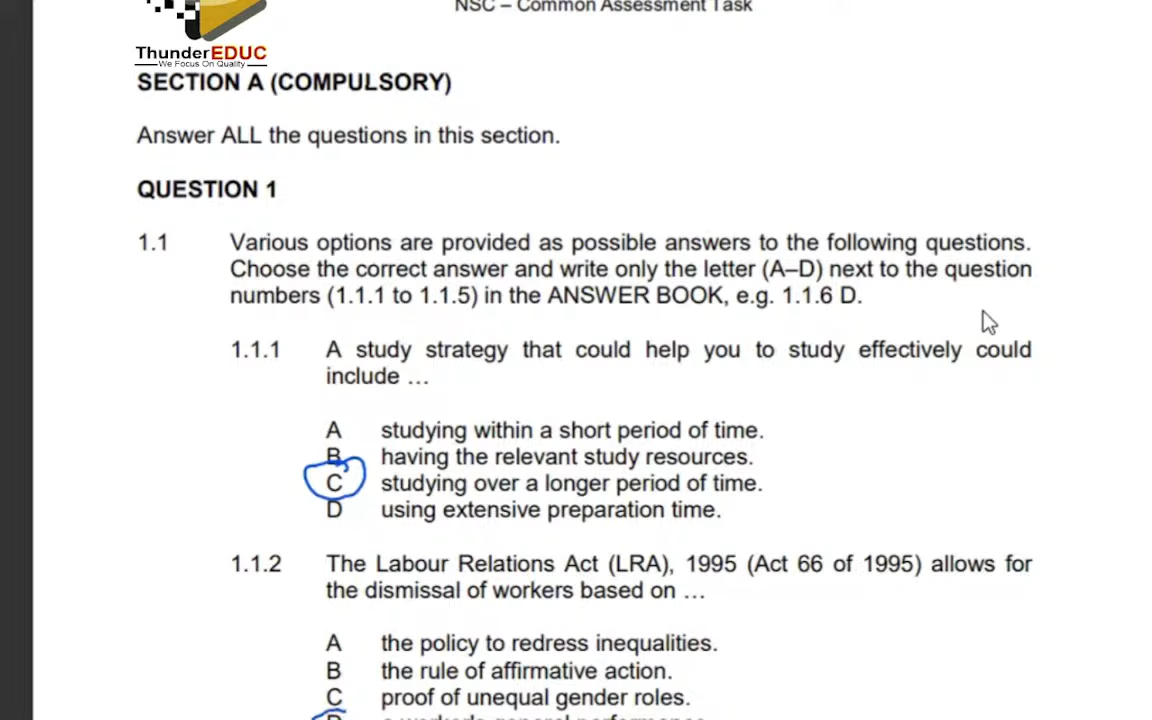 NSC – Common Assessment Task
ThunderEDUC
We Focus On Quality
SECTION A (COMPULSORY)
Answer ALL the questions in this section.
QUESTION 1
1.1 Various options are provided as possible answers to the following questions.
Choose the correct answer and write only the letter (A–D) next to the question
numbers (1.1.1 to 1.1.5) in the ANSWER BOOK, e.g. 1.1.6 D.
1.1.1 A study strategy that could help you to study effectively could
include …
A studying within a short period of time.
B having the relevant study resources.
C studying over a longer period of time.
D using extensive preparation time.
1.1.2 The Labour Relations Act (LRA), 1995 (Act 66 of 1995) allows for
the dismissal of workers based on …
A the policy to redress inequalities.
B the rule of affirmative action.
C proof of unequal gender roles.